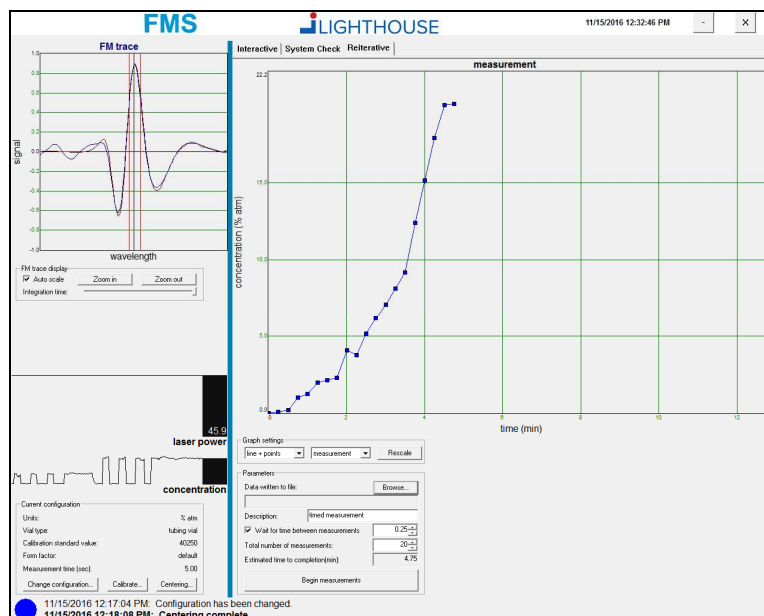 FMS
LIGHTHOUSE
11/15/2016 12:32:46 PM
-
X
FM trace
1.0
0.8
0.6
0.4
0.2
0.0
-0.2
-0.4
-0.6
-0.8
-1.0
signal
wavelength
FM trace display
Auto scale
Zoom in
Zoom out
Integration time:
45.9
laser power
concentration
Current configuration
Units: % atm
Vial type: tubing vial
Calibration standard value: 40250
Form factor: default
Measurement time (sec): 5.00
Change configuration...
Calibrate...
Centering...
Interactive
System Check
Reiterative
measurement
22.2
15.0
10.0
5.0
0.0
concentration (% atm)
0
2
4
6
8
10
12
time (min)
Graph settings
line + points
measurement
Rescale
Parameters
Data written to file:
Browse...
Description: timed measurement
Wait for time between measurements 0.25
Total number of measurements: 20
Estimated time to completion(min): 4.75
Begin measurements
11/15/2016 12:17:04 PM: Configuration has been changed.
11/15/2016 12:18:08 PM: Centering complete